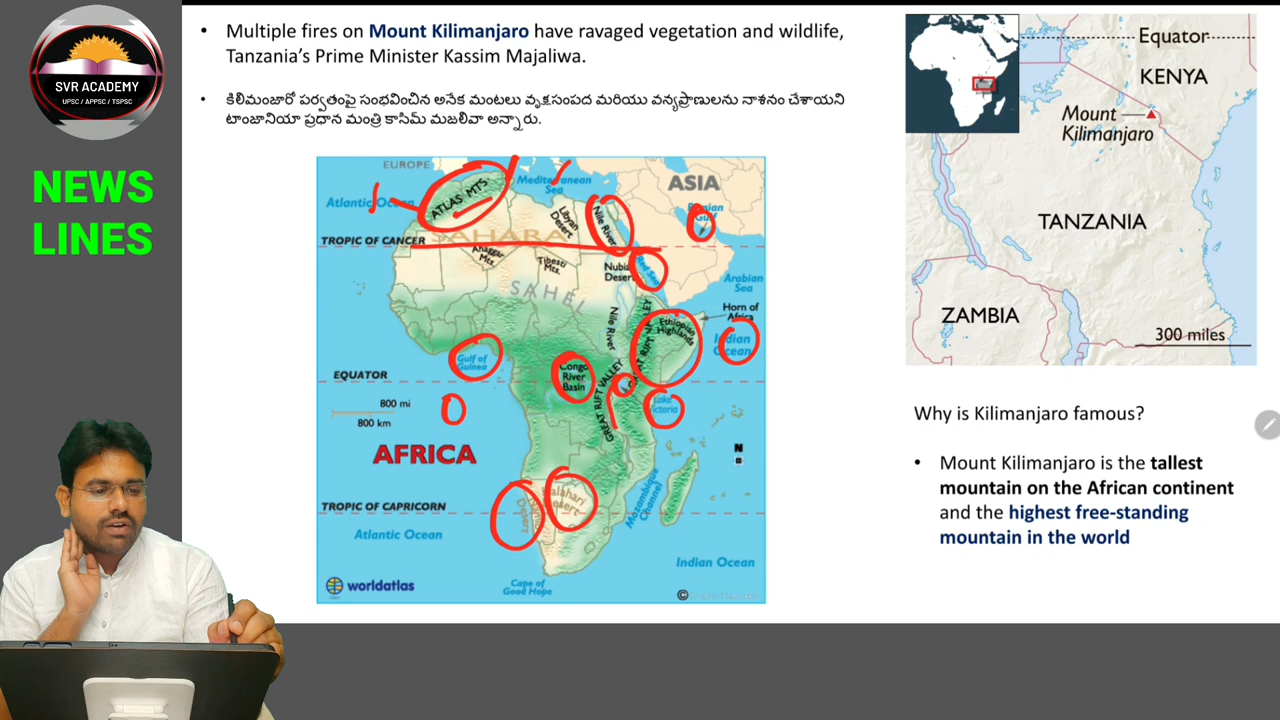 SVR ACADEMY
UPSC / APPSC / TSPSC
NEWS
LINES
• Multiple fires on Mount Kilimanjaro have ravaged vegetation and wildlife,
Tanzania's Prime Minister Kassim Majaliwa.
• కిలిమంజారో పర్వతంపై సంభవించిన అనేక మంటలు వృక్షసంపద మరియు వన్యప్రాణులను నాశనం చేశాయని
టాంజానియా ప్రధాన మంత్రి కాసిమ్ మజలివా అన్నారు.
EUROPE
Mediterranean
Sea
ASIA
Atlantic Ocean
ATLAS MTS.
Libyan
Desert
Nile River
Persian
Gulf
SAHARA
TROPIC OF CANCER
Ahaggar
Mts.
Tibesti
Mts.
Nubian
Desert
Red Sea
Arabian
Sea
SAHEL
Nile River
GREAT RIFT VALLEY
Ethiopian
Highlands
Horn of
Africa
Indian
Ocean
Gulf of
Guinea
Congo
River
Basin
GREAT RIFT VALLEY
EQUATOR
Lake
Victoria
800 mi
800 km
AFRICA
N
TROPIC OF CAPRICORN
Namib
Desert
Kalahari
Desert
Mozambique
Channel
Atlantic Ocean
Indian Ocean
Cape of
Good Hope
worldatlas
Equator
KENYA
Mount
Kilimanjaro
TANZANIA
ZAMBIA
300 miles
Why is Kilimanjaro famous?
• Mount Kilimanjaro is the tallest
mountain on the African continent
and the highest free-standing
mountain in the world